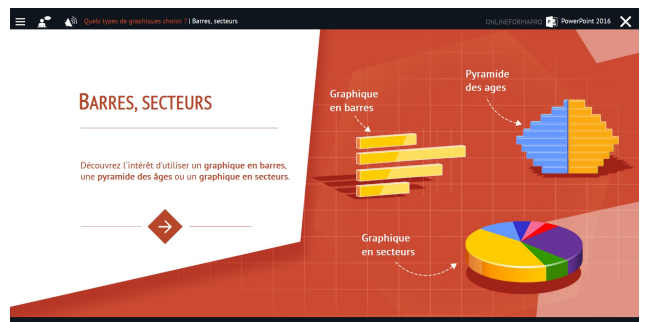 Quels types de graphiques choisir ? | Barres, secteurs
ONLINEFORMAPRO
PowerPoint 2016
BARRES, SECTEURS
Découvrez l'intérêt d'utiliser un graphique en barres,
une pyramide des âges ou un graphique en secteurs.
Graphique
en barres
Pyramide
des ages
Graphique
en secteurs